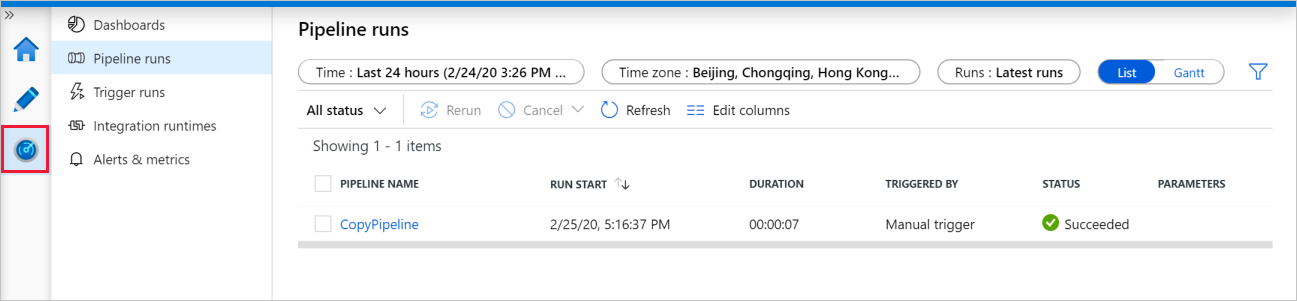 »
Dashboards
Pipeline runs
Trigger runs
Integration runtimes
Alerts & metrics
Pipeline runs
Time : Last 24 hours (2/24/20 3:26 PM ... Time zone : Beijing, Chongqing, Hong Kong... Runs : Latest runs List Gantt
All status Rerun Cancel Refresh Edit columns
Showing 1 - 1 items
PIPELINE NAME RUN START ↑↓ DURATION TRIGGERED BY STATUS PARAMETERS
CopyPipeline 2/25/20, 5:16:37 PM 00:00:07 Manual trigger Succeeded